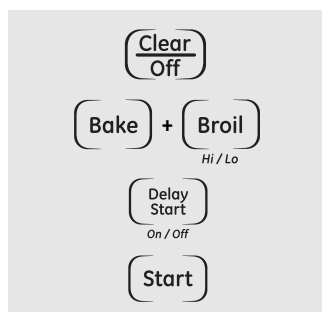 Clear
Off
Bake + Broil
Hi / Lo
Delay
Start
On / Off
Start